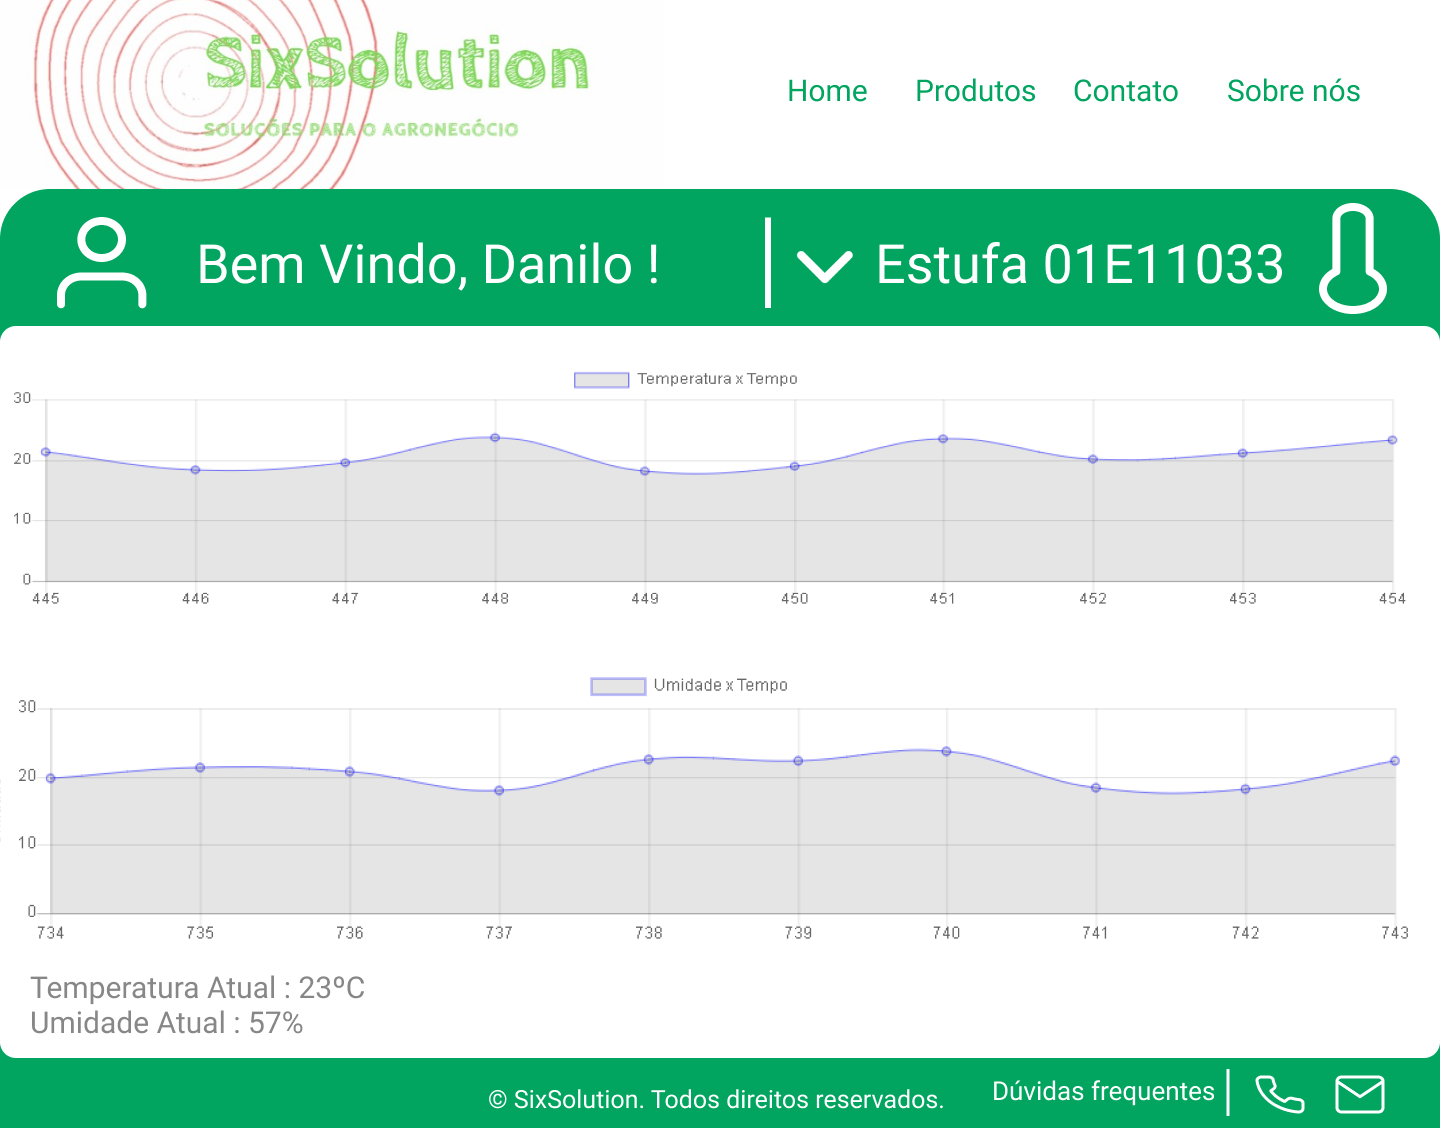 SixSolution
SOLUÇÕES PARA O AGRONEGÓCIO
Home Produtos Contato Sobre nós
Bem Vindo, Danilo ! Estufa 01E11033
Temperatura x Tempo
30
20
10
0
445 446 447 448 449 450 451 452 453 454
Umidade x Tempo
30
20
10
0
734 735 736 737 738 739 740 741 742 743
Temperatura Atual : 23ºC
Umidade Atual : 57%
© SixSolution. Todos direitos reservados. Dúvidas frequentes